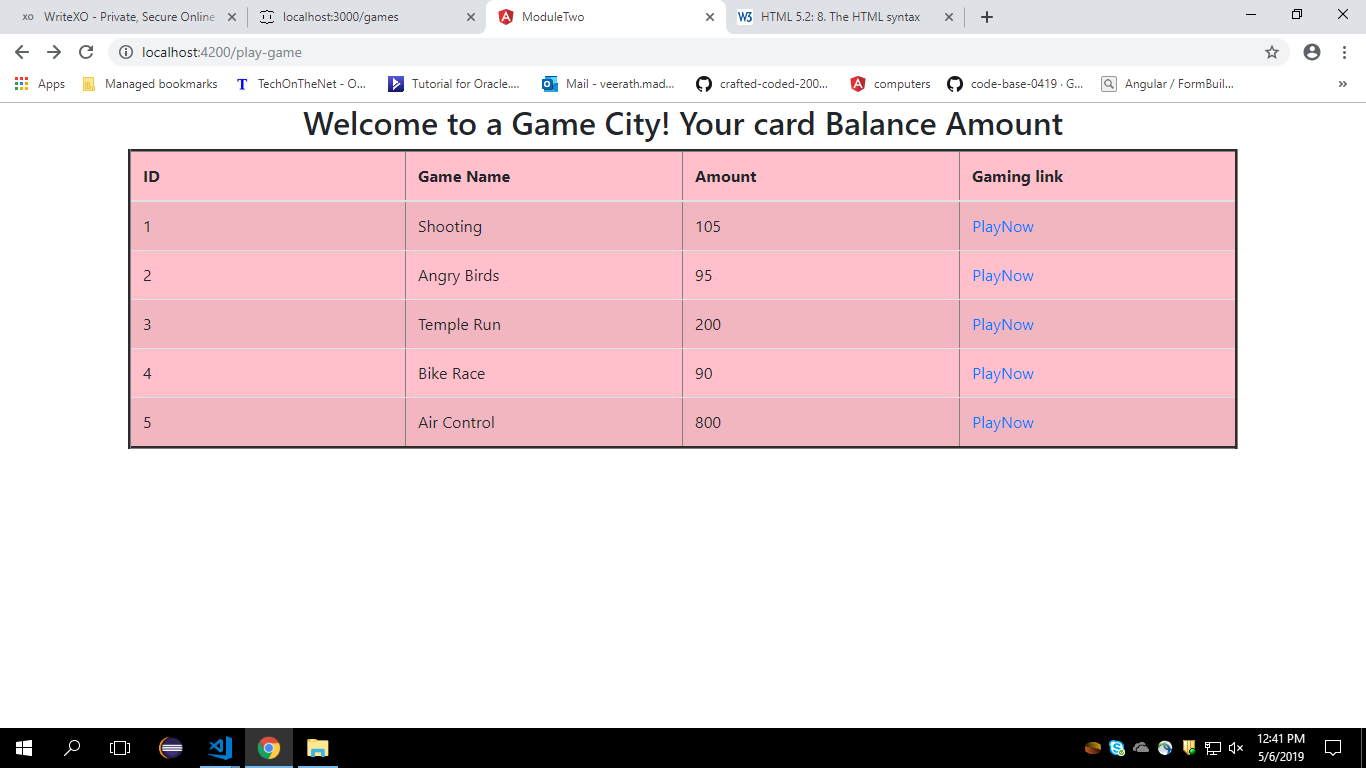 XO WriteXO - Private, Secure Online localhost:3000/games ModuleTwo W3 HTML 5.2: 8. The HTML syntax
localhost:4200/play-game
Apps Managed bookmarks T TechOnTheNet - O... Tutorial for Oracle.... Mail - veerath.mad... crafted-coded-200... computers code-base-0419 · G... Angular / FormBuil... »
Welcome to a Game City! Your card Balance Amount
ID Game Name Amount Gaming link
1 Shooting 105 PlayNow
2 Angry Birds 95 PlayNow
3 Temple Run 200 PlayNow
4 Bike Race 90 PlayNow
5 Air Control 800 PlayNow
12:41 PM
5/6/2019